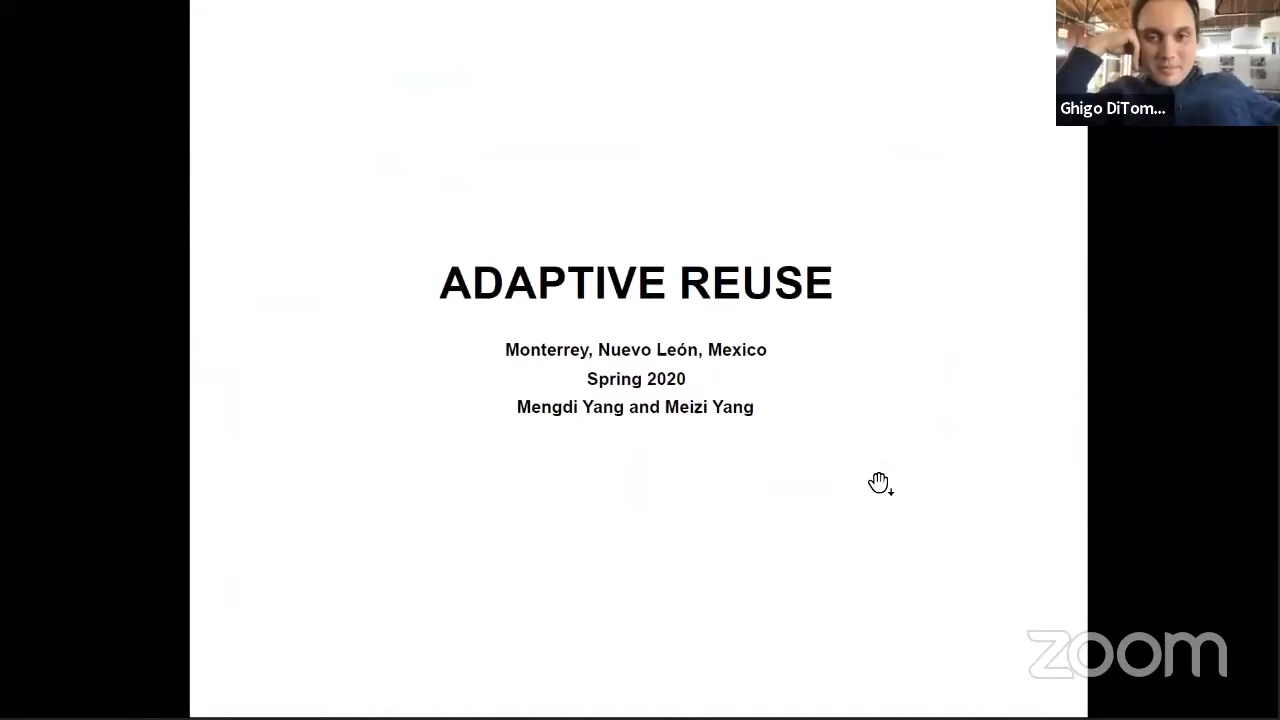 Ghigo DiTom...
ADAPTIVE REUSE
Monterrey, Nuevo León, Mexico
Spring 2020
Mengdi Yang and Meizi Yang
zoom